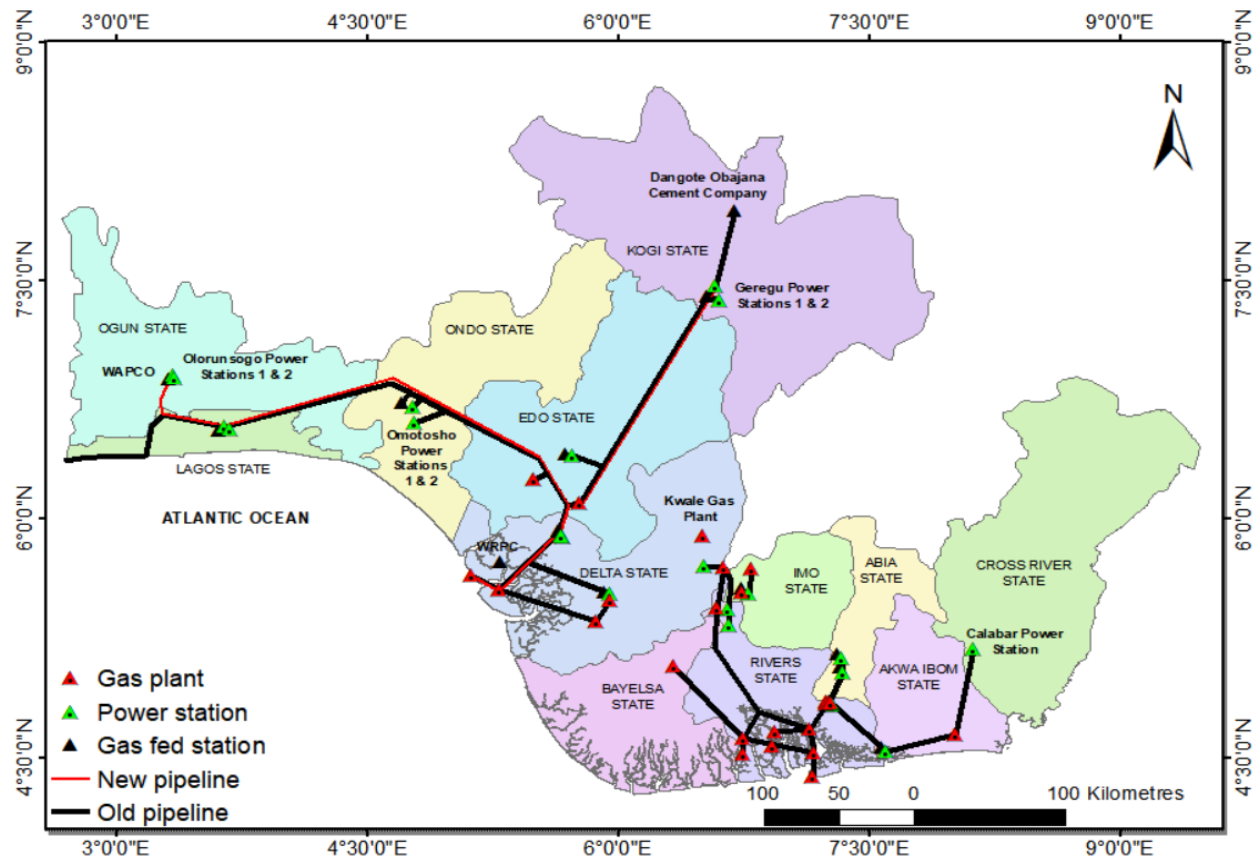 3°0'0"E 4°30'0"E 6°0'0"E 7°30'0"E 9°0'0"E
9°0'0"N 9°0'0"N
N
Dangote Obajana
Cement Company
KOGI STATE
7°30'0"N 7°30'0"N
Geregu Power
Stations 1 & 2
OGUN STATE
ONDO STATE
WAPCO
Olorunsogo Power
Stations 1 & 2
EDO STATE
Omotosho
Power
Stations
1 & 2
LAGOS STATE
Kwale Gas
Plant
ATLANTIC OCEAN
6°0'0"N 6°0'0"N
WRPC
DELTA STATE
IMO
STATE
ABIA
STATE
CROSS RIVER
STATE
Calabar Power
Station
RIVERS
STATE
AKWA IBOM
STATE
BAYELSA
STATE
Gas plant
Power station
Gas fed station
New pipeline
Old pipeline
4°30'0"N 4°30'0"N
100 50 0 100 Kilometres
3°0'0"E 4°30'0"E 6°0'0"E 7°30'0"E 9°0'0"E